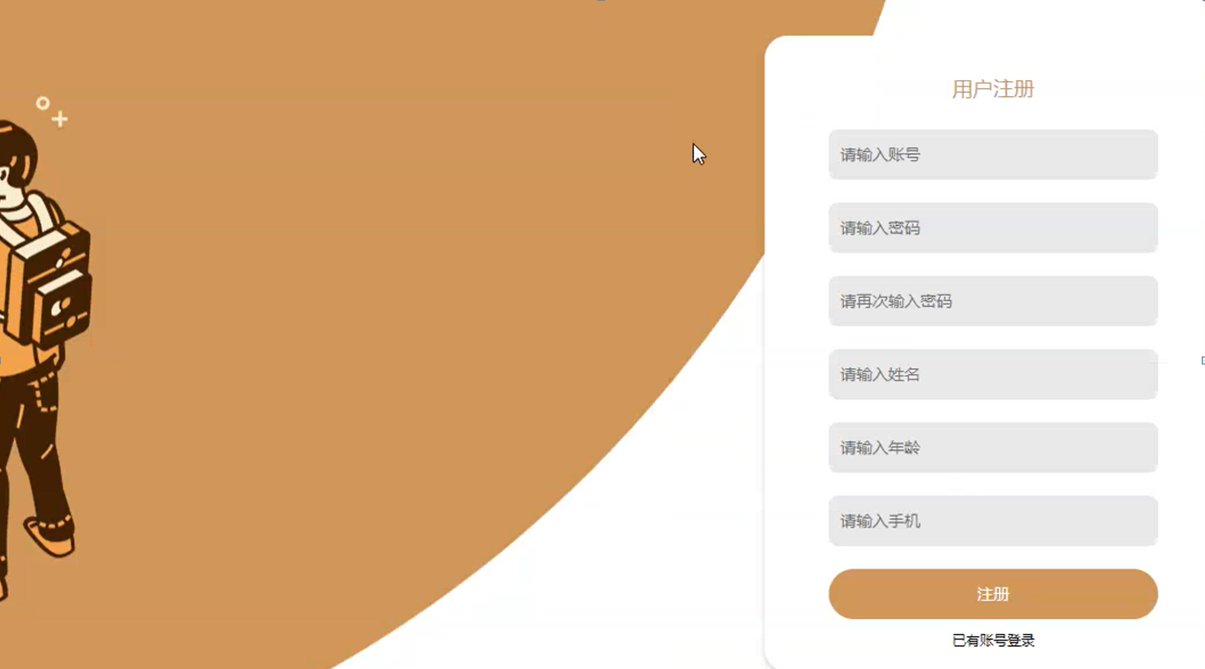 用户注册
请输入账号
请输入密码
请再次输入密码
请输入姓名
请输入年龄
请输入手机
注册
已有账号登录